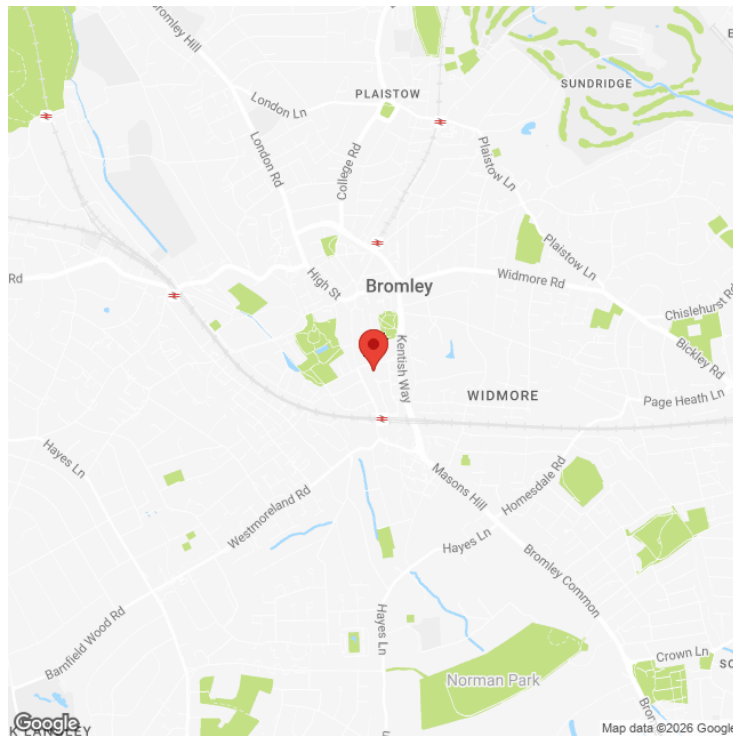 Bromley Hill
PLAISTOW
SUNDRIDGE
London Ln
London Rd
College Rd
Plaistow Ln
Plaistow Ln
Rd
High St
Bromley
Widmore Rd
Chislehurst Rd
Bickley Rd
Kentish Way
WIDMORE
Page Heath Ln
Hayes Ln
Westmoreland Rd
Masons Hill
Homesdale Rd
Hayes Ln
Bromley Common
Barnfield Wood Rd
Hayes Ln
Crown Ln
Norman Park
Google
Map data ©2026 Google